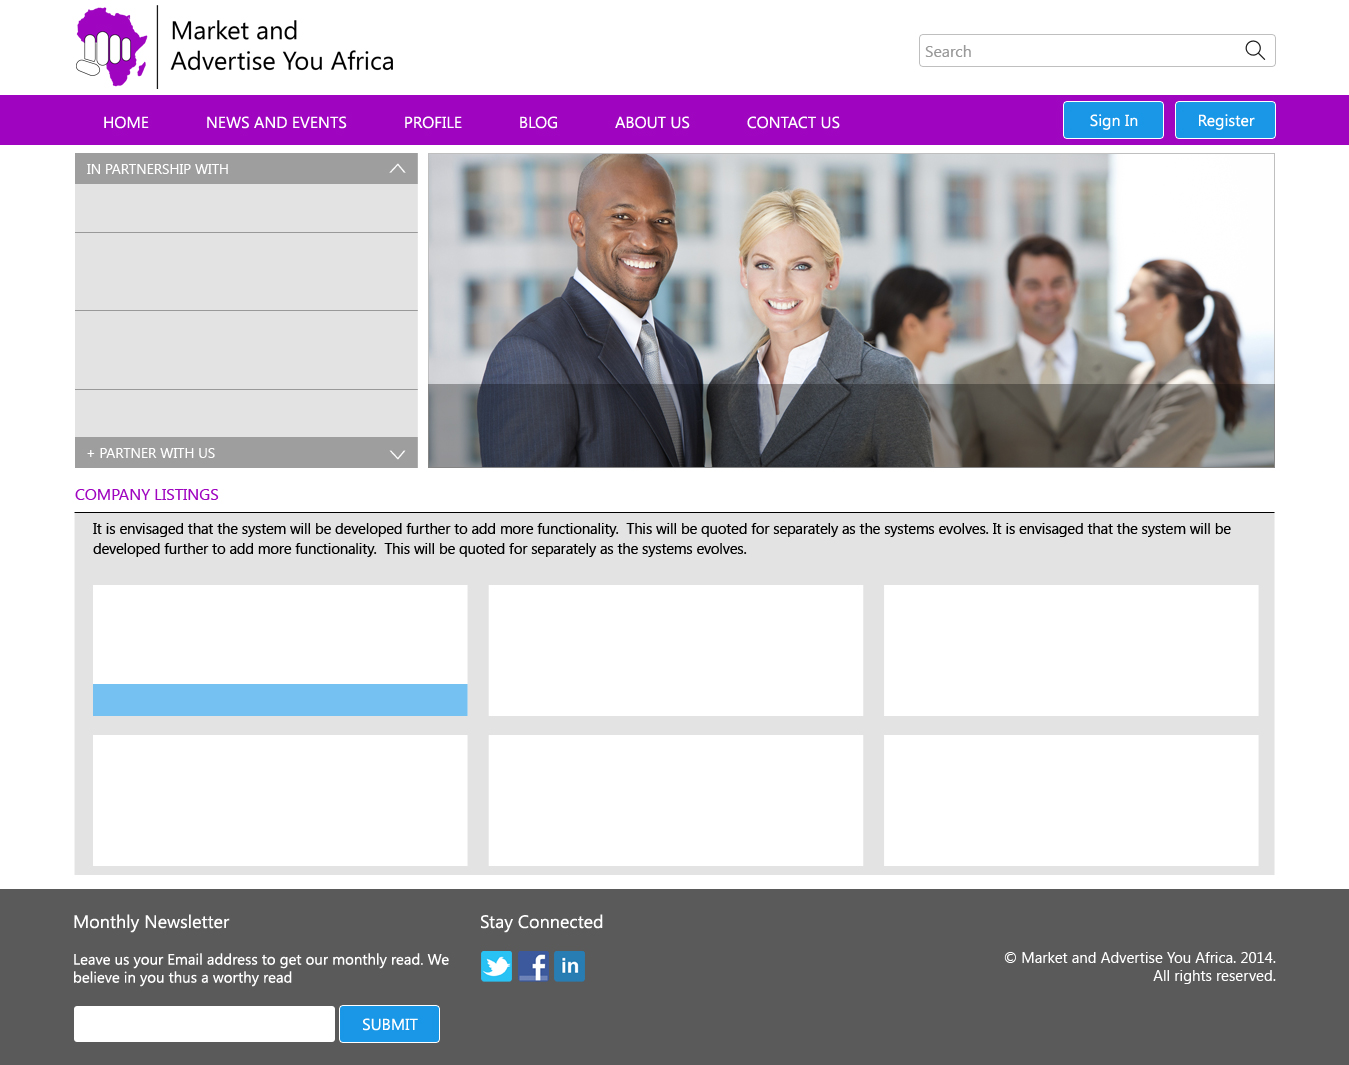 Market and
Advertise You Africa
Search
HOME
NEWS AND EVENTS
PROFILE
BLOG
ABOUT US
CONTACT US
Sign In
Register
IN PARTNERSHIP WITH
+ PARTNER WITH US
COMPANY LISTINGS
It is envisaged that the system will be developed further to add more functionality.  This will be quoted for separately as the systems evolves. It is envisaged that the system will be
developed further to add more functionality.  This will be quoted for separately as the systems evolves.
Monthly Newsletter
Leave us your Email address to get our monthly read. We
believe in you thus a worthy read
SUBMIT
Stay Connected
f
in
© Market and Advertise You Africa. 2014.
All rights reserved.